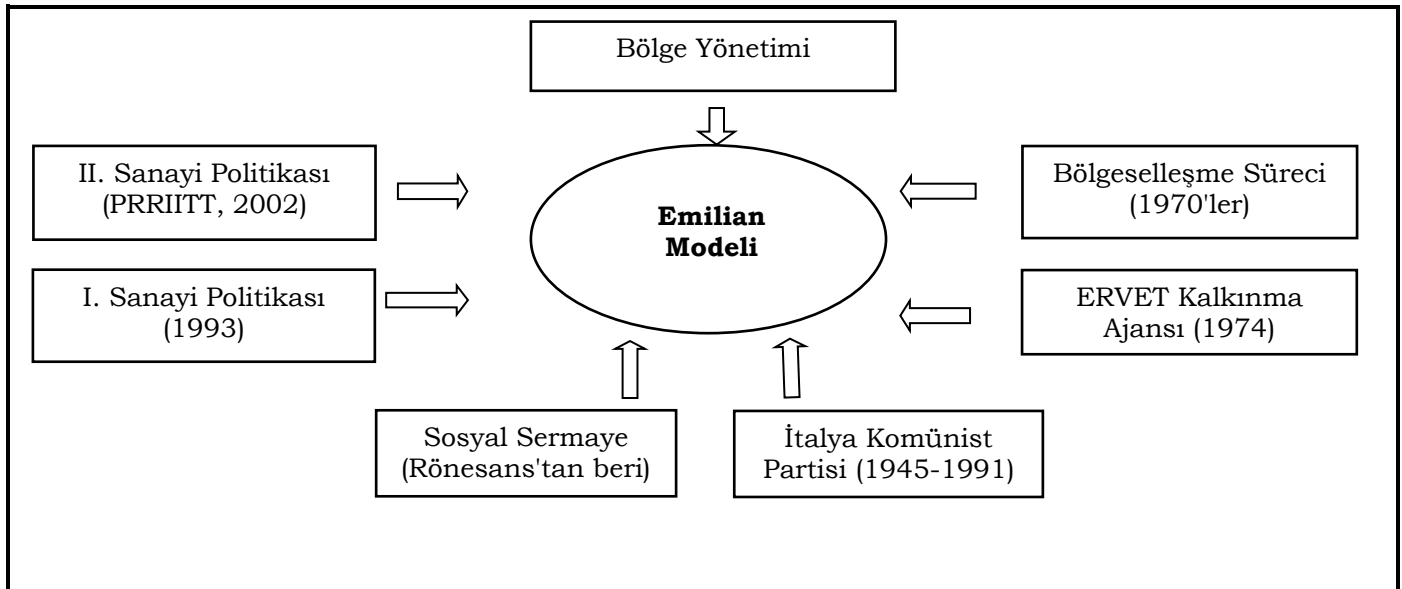 Bölge Yönetimi
II. Sanayi Politikası
(PRRIITT, 2002)
Emilian
Modeli
Bölgeselleşme Süreci
(1970'ler)
I. Sanayi Politikası
(1993)
ERVET Kalkınma
Ajansı (1974)
Sosyal Sermaye
(Rönesans'tan beri)
İtalya Komünist
Partisi (1945-1991)